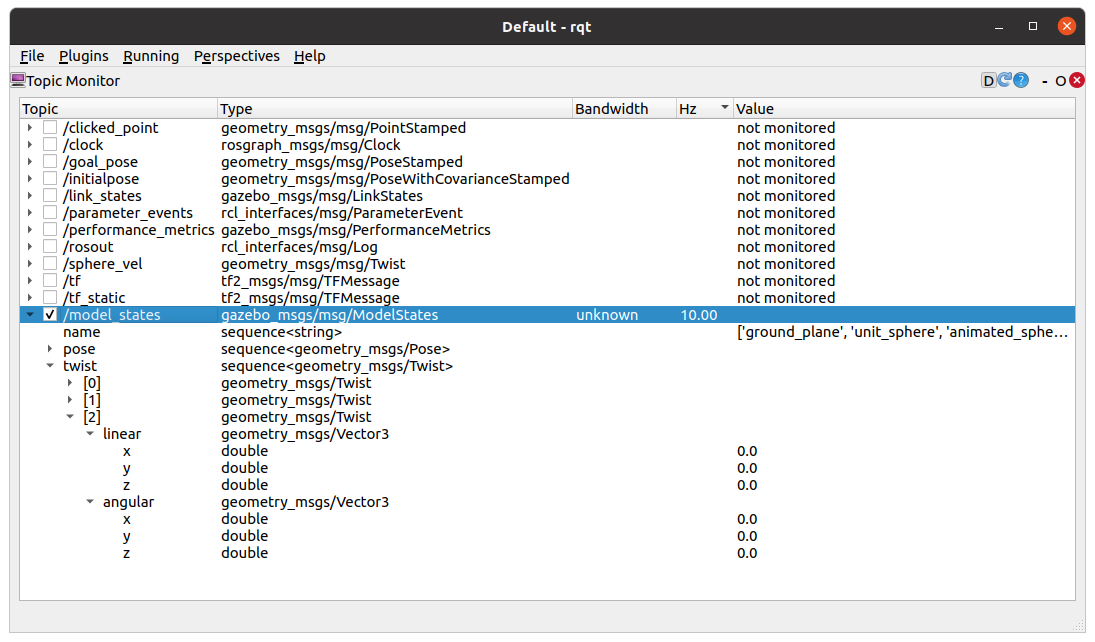 Default - rqt
File Plugins Running Perspectives Help
Topic Monitor D ? - O
Topic Type Bandwidth Hz Value
/clicked_point geometry_msgs/msg/PointStamped not monitored
/clock rosgraph_msgs/msg/Clock not monitored
/goal_pose geometry_msgs/msg/PoseStamped not monitored
/initialpose geometry_msgs/msg/PoseWithCovarianceStamped not monitored
/link_states gazebo_msgs/msg/LinkStates not monitored
/parameter_events rcl_interfaces/msg/ParameterEvent not monitored
/performance_metrics gazebo_msgs/msg/PerformanceMetrics not monitored
/rosout rcl_interfaces/msg/Log not monitored
/sphere_vel geometry_msgs/msg/Twist not monitored
/tf tf2_msgs/msg/TFMessage not monitored
/tf_static tf2_msgs/msg/TFMessage not monitored
/model_states gazebo_msgs/msg/ModelStates unknown 10.00
name sequence<string> ['ground_plane', 'unit_sphere', 'animated_sphe...
pose sequence<geometry_msgs/Pose>
twist sequence<geometry_msgs/Twist>
[0] geometry_msgs/Twist
[1] geometry_msgs/Twist
[2] geometry_msgs/Twist
linear geometry_msgs/Vector3
x double 0.0
y double 0.0
z double 0.0
angular geometry_msgs/Vector3
x double 0.0
y double 0.0
z double 0.0